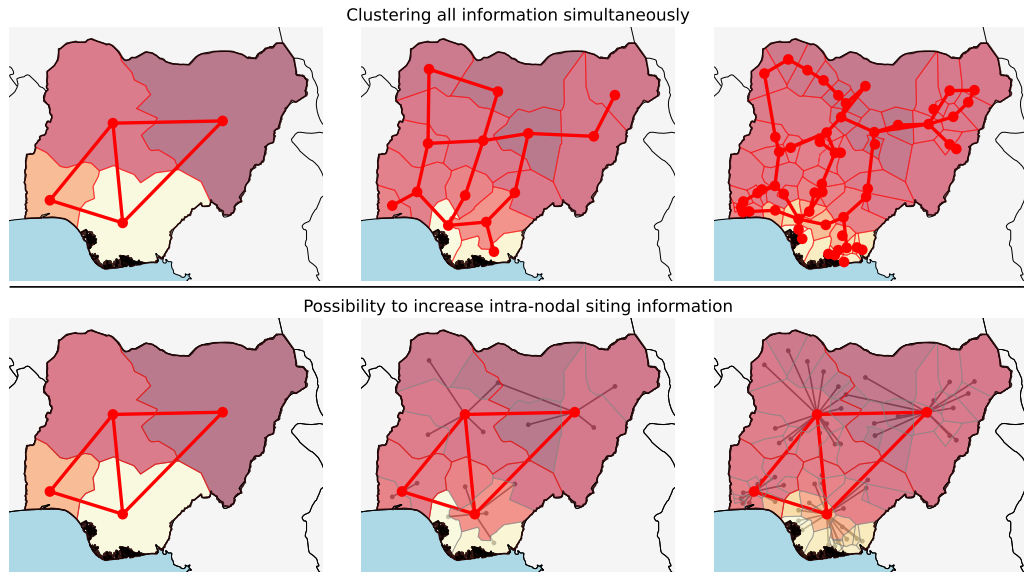 Clustering all information simultaneously
Possibility to increase intra-nodal siting information